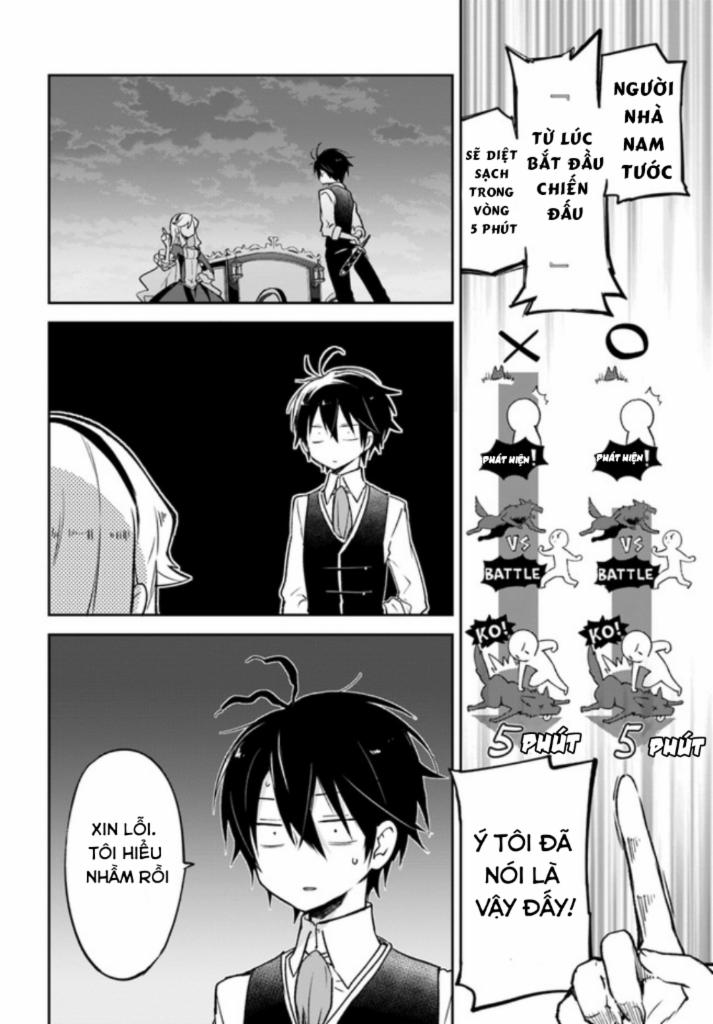 NGƯỜI
NHÀ
NAM
TƯỚC
『
TỪ LÚC
BẮT ĐẦU
CHIẾN
ĐẤU
』
SẼ DIỆT
SẠCH
TRONG
VÒNG
5 PHÚT
O
X
PHÁT HIỆN!
VS
BATTLE
KO!
5 PHÚT
PHÁT HIỆN!
VS
BATTLE
KO!
5 PHÚT
Ý TÔI ĐÃ
NÓI LÀ
VẬY ĐẤY!
XIN LỖI.
TÔI HIỂU
NHẦM RỒI